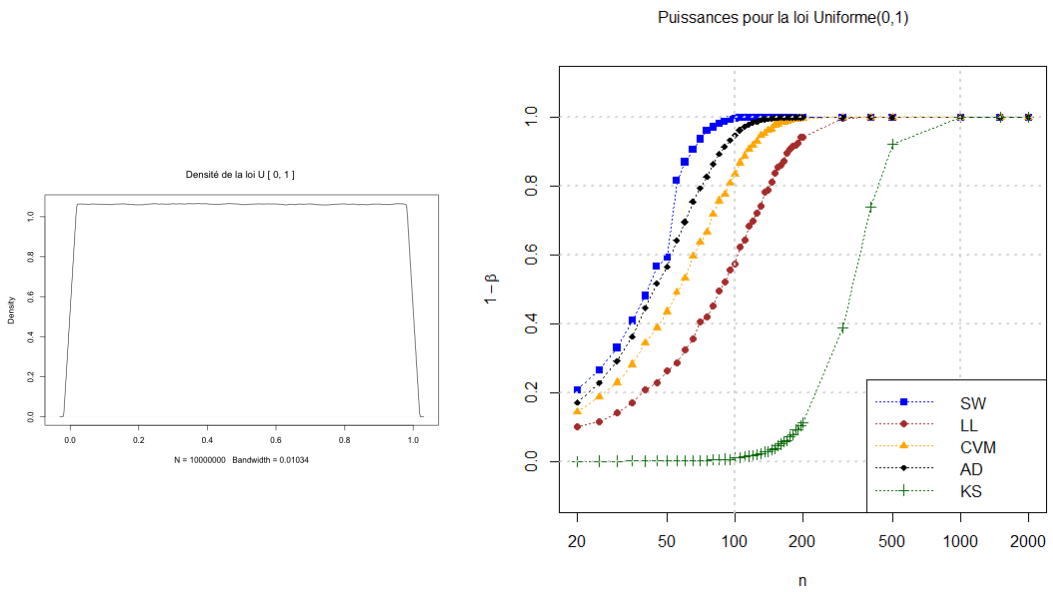 Densité de la loi U [ 0, 1 ]
Density
0.0 0.2 0.4 0.6 0.8 1.0
0.0 0.2 0.4 0.6 0.8 1.0
N = 10000000 Bandwidth = 0.01034
Puissances pour la loi Uniforme(0,1)
1 − β
0.0 0.2 0.4 0.6 0.8 1.0
SW
LL
CVM
AD
KS
20 50 100 200 500 1000 2000
n